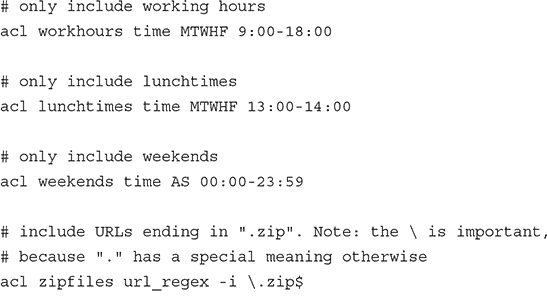 # only include working hours
acl workhours time MTWHF 9:00-18:00
# only include lunchtimes
acl lunchtimes time MTWHF 13:00-14:00
# only include weekends
acl weekends time AS 00:00-23:59
# include URLs ending in ".zip". Note: the \ is important,
# because "." has a special meaning otherwise
acl zipfiles url_regex -i \.zip$